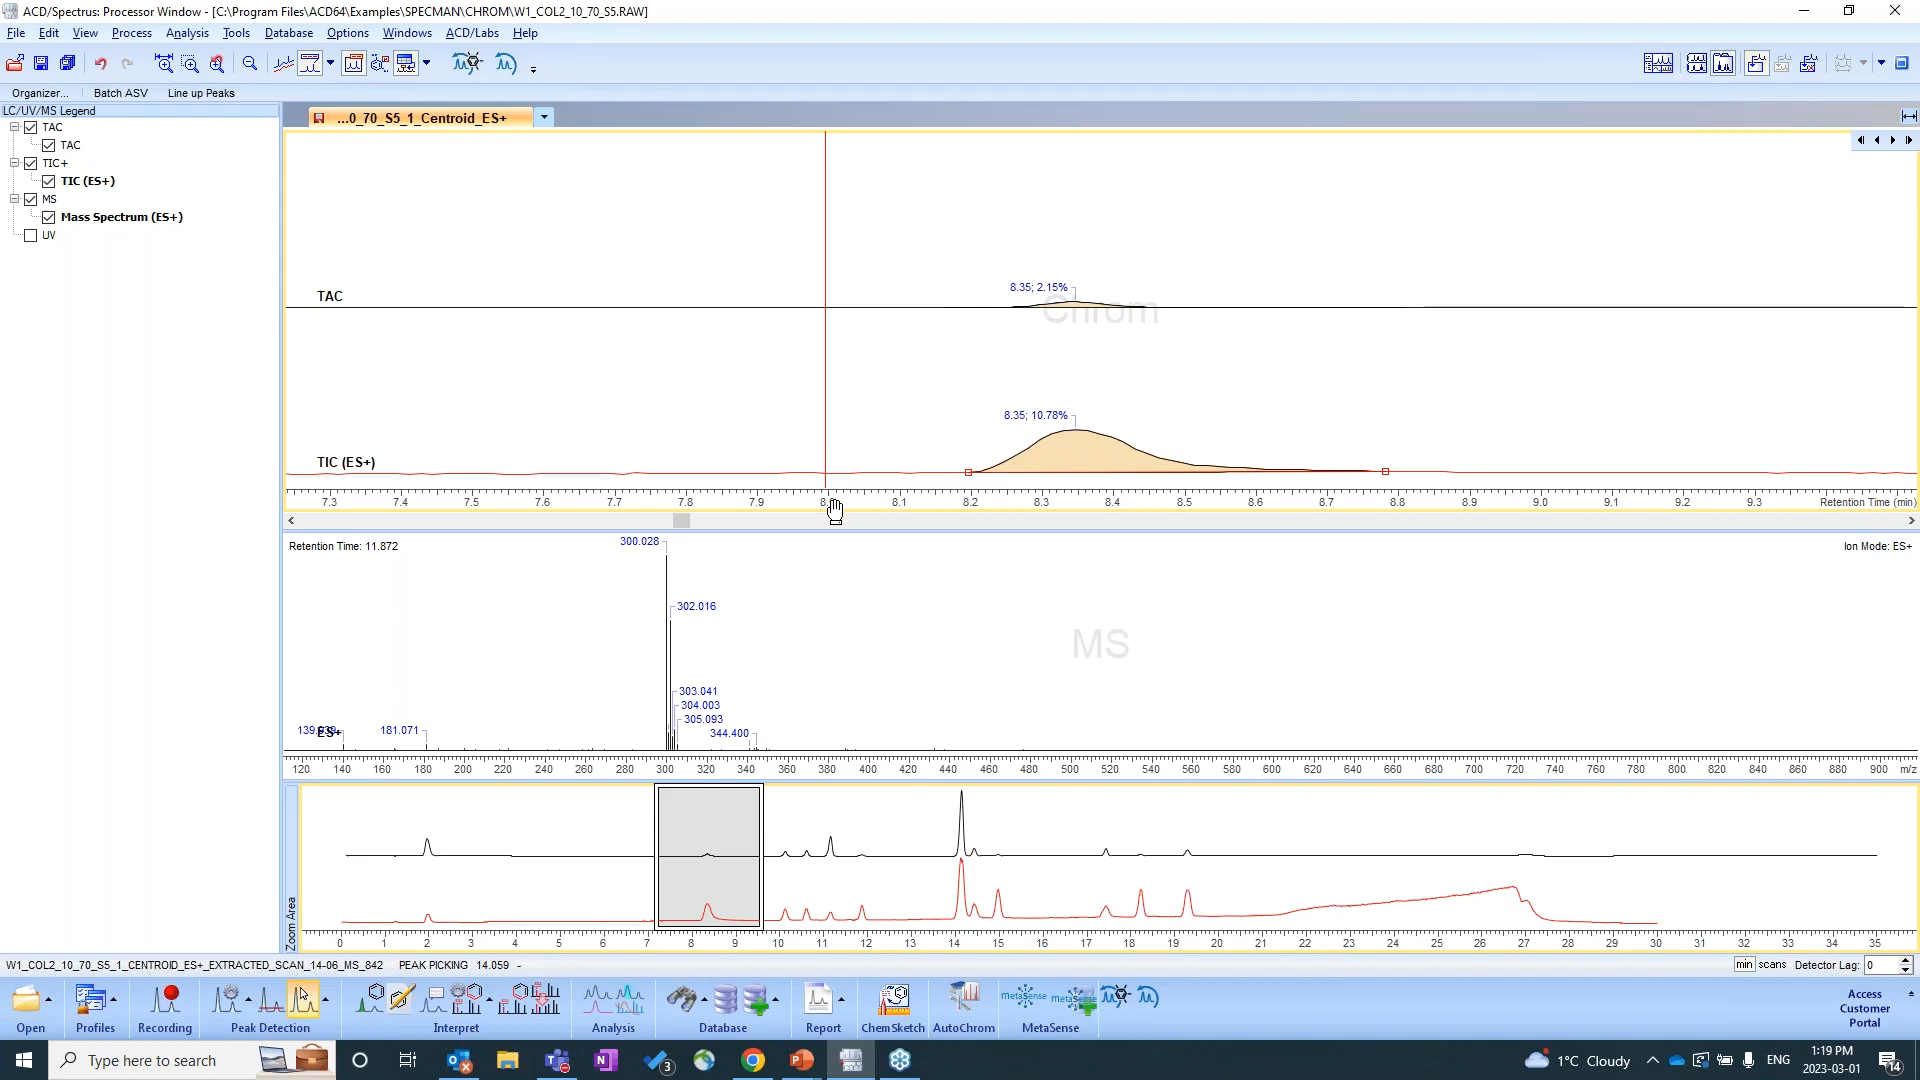 ACD/Spectrus: Processor Window - [C:\Program Files\ACD64\Examples\SPECMAN\CHROM\W1_COL2_10_70_S5.RAW]
File Edit View Process Analysis Tools Database Options Windows ACD/Labs Help
Organizer... Batch ASV Line up Peaks
LC/UV/MS Legend
TAC
TAC
TIC+
TIC (ES+)
MS
Mass Spectrum (ES+)
UV
...0_70_S5_1_Centroid_ES+
TAC
8.35; 2.15%
Chrom
8.35; 10.78%
TIC (ES+)
7.3 7.4 7.5 7.6 7.7 7.8 7.9 8.1 8.2 8.3 8.4 8.5 8.6 8.7 8.8 8.9 9.0 9.1 9.2 9.3 Retention Time (min)
Retention Time: 11.872
Ion Mode: ES+
300.028
302.016
303.041
304.003
305.093
344.400
181.071
ES+
MS
120 140 160 180 200 220 240 260 280 300 320 340 360 380 400 420 440 460 480 500 520 540 560 580 600 620 640 660 680 700 720 740 760 780 800 820 840 860 880 900 m/z
Zoom Area
0 1 2 3 4 5 6 7 8 9 10 11 12 13 14 15 16 17 18 19 20 21 22 23 24 25 26 27 28 29 30 31 32 33 34 35
W1_COL2_10_70_S5_1_CENTROID_ES+_EXTRACTED_SCAN_14-06_MS_842 PEAK PICKING 14.059 -
min scans Detector Lag: 0
metaSense metaSense
Open Profiles Recording Peak Detection Interpret Analysis Database Report ChemSketch AutoChrom MetaSense
Access
Customer
Portal
Type here to search
3
1°C Cloudy
ENG
1:19 PM
2023-03-01
14